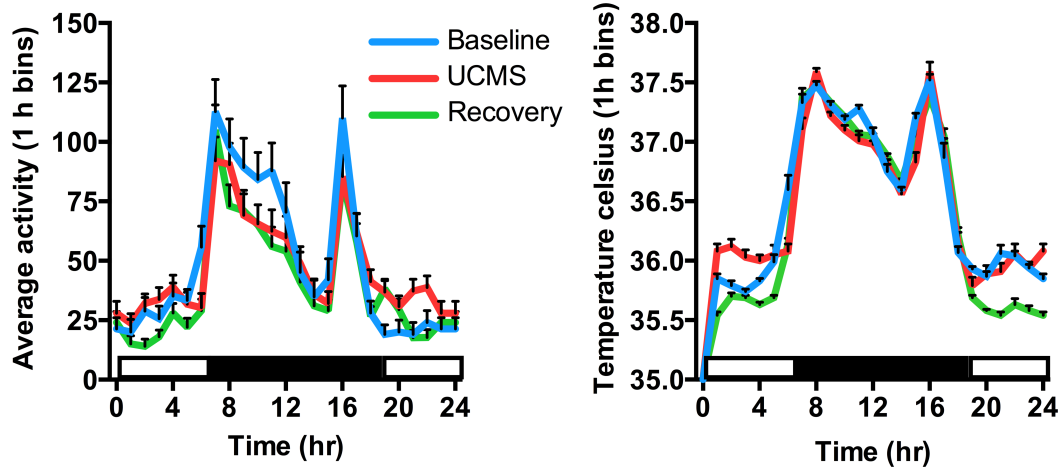 Average activity (1 h bins)
150
125
100
75
50
25
0
0 4 8 12 16 20 24
Time (hr)
Baseline
UCMS
Recovery
Temperature celsius (1h bins)
38.0
37.5
37.0
36.5
36.0
35.5
35.0
0 4 8 12 16 20 24
Time (hr)